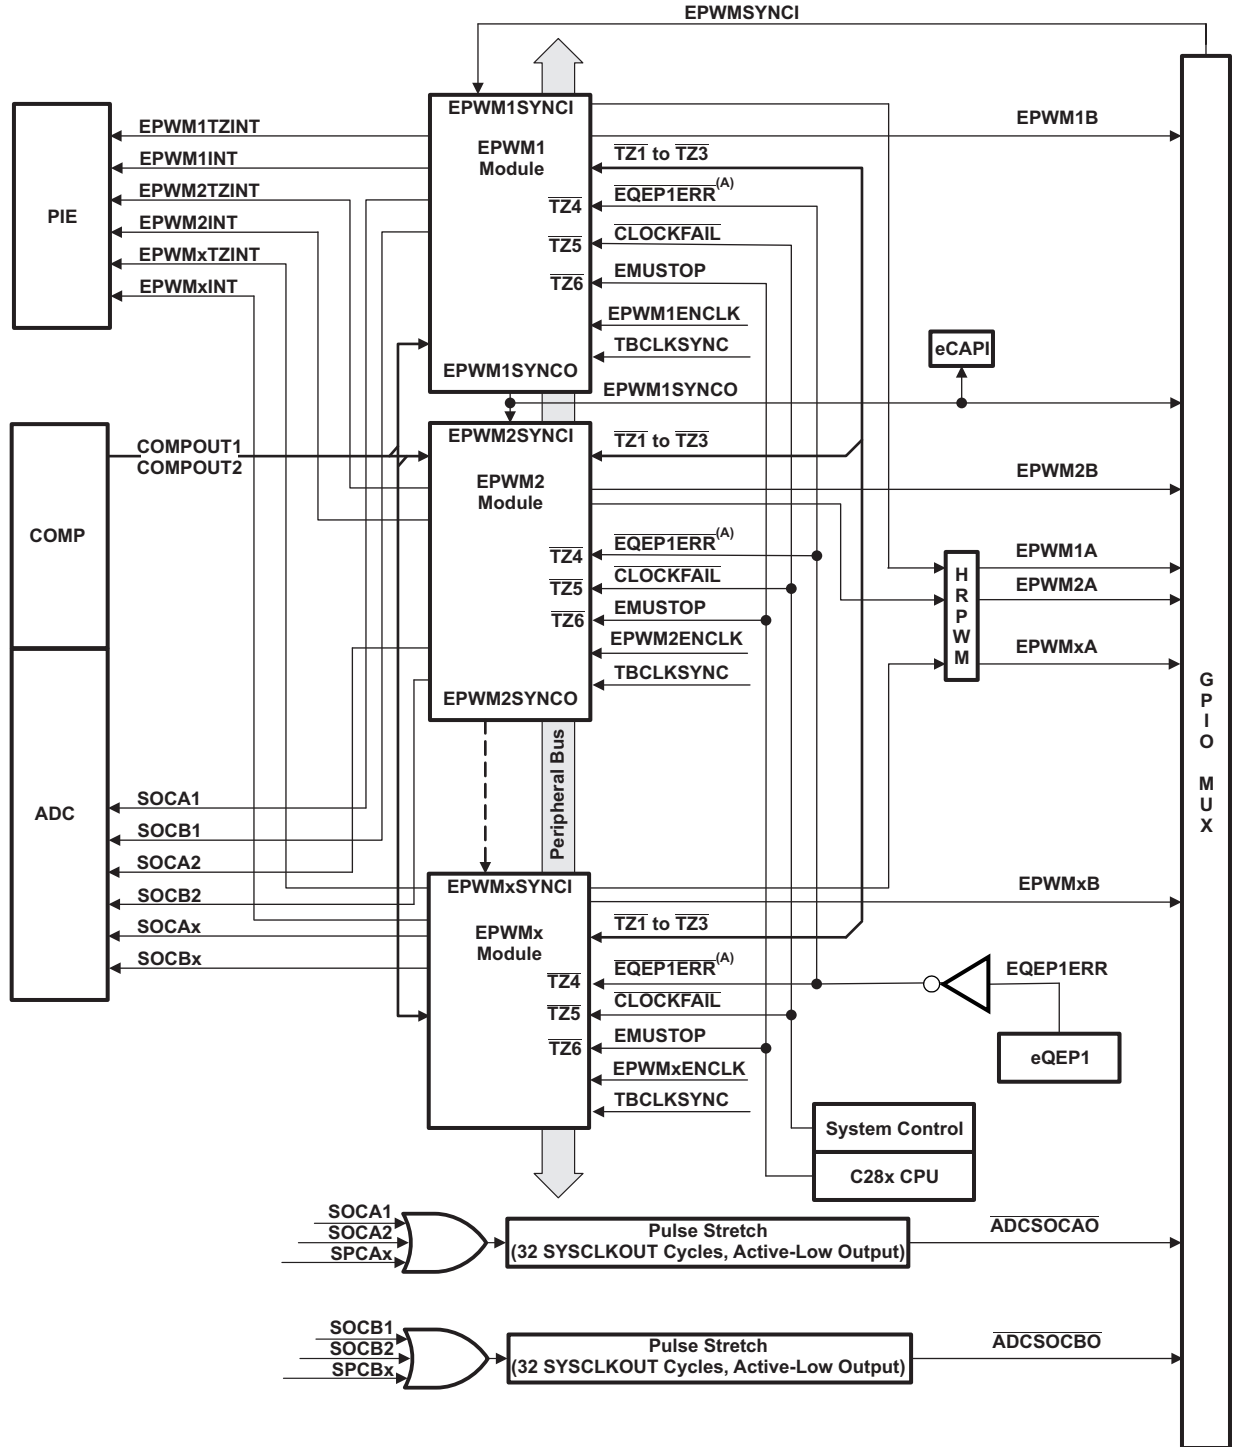 EPWMSYNCI
EPWM1SYNCI
EPWM1B
EPWM1TZINT
EPWM1
Module
TZ1 to TZ3
EPWM1INT
EPWM2TZINT
EQEP1ERR(A)
TZ4
PIE
EPWM2INT
CLOCKFAIL
TZ5
EPWMxTZINT
EMUSTOP
TZ6
EPWMxINT
EPWM1ENCLK
TBCLKSYNC
eCAPI
EPWM1SYNCO
EPWM1SYNCO
EPWM2SYNCI
TZ1 to TZ3
COMPOUT1
COMPOUT2
EPWM2B
EPWM2
Module
COMP
EQEP1ERR(A)
TZ4
EPWM1A
CLOCKFAIL
TZ5
EPWM2A
HRPWM
EMUSTOP
TZ6
EPWM2ENCLK
EPWMxA
TBCLKSYNC
EPWM2SYNCO
GPIO MUX
Peripheral Bus
SOCA1
ADC
SOCB1
SOCA2
EPWMxSYNCI
EPWMxB
SOCB2
TZ1 to TZ3
SOCAx
EPWMx
Module
SOCBx
EQEP1ERR(A)
EQEP1ERR
TZ4
CLOCKFAIL
TZ5
EMUSTOP
TZ6
eQEP1
EPWMxENCLK
TBCLKSYNC
System Control
C28x CPU
SOCA1
SOCA2
SPCAx
Pulse Stretch
(32 SYSCLKOUT Cycles, Active-Low Output)
ADCSOCAO
SOCB1
SOCB2
SPCBx
Pulse Stretch
(32 SYSCLKOUT Cycles, Active-Low Output)
ADCSOCBO